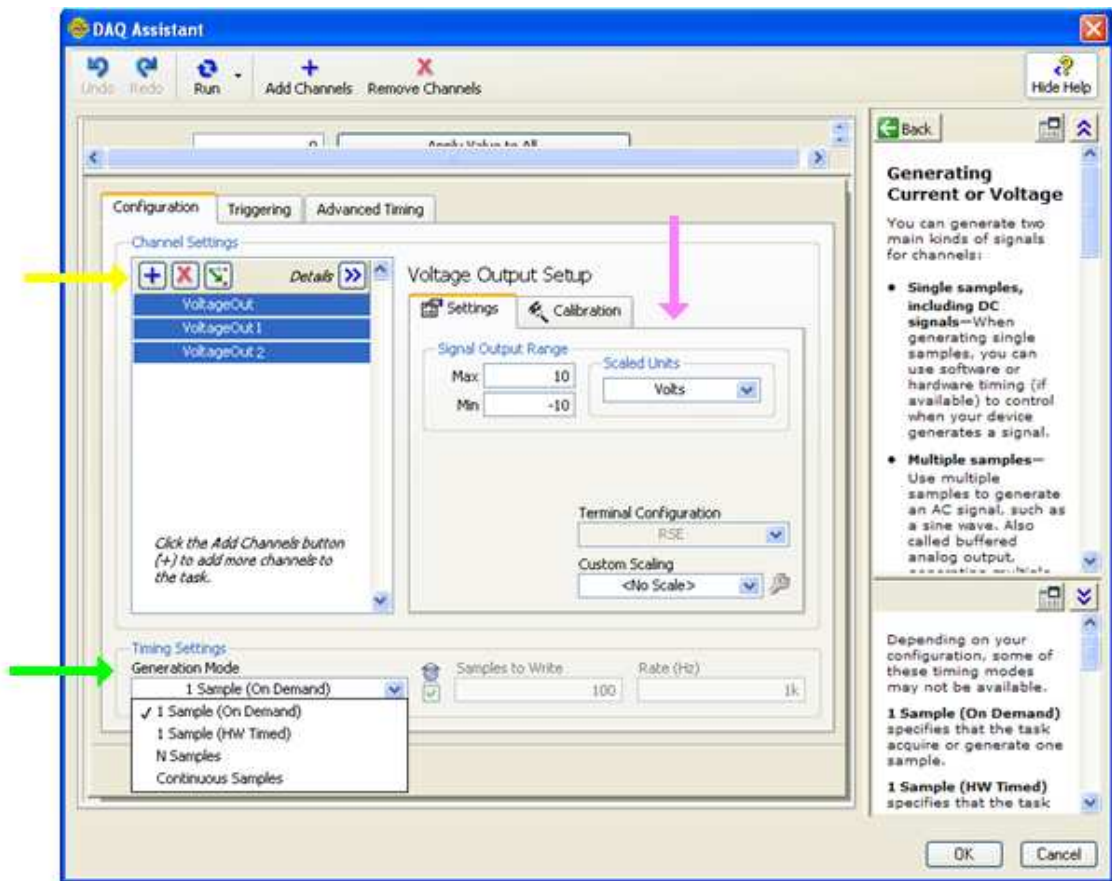 DAQ Assistant
Undo Redo Run Add Channels Remove Channels
Hide Help
0 Apply Value to All
Configuration Triggering Advanced Timing
Channel Settings
Details
VoltageOut
VoltageOut1
VoltageOut2
Click the Add Channels button
(+) to add more channels to
the task.
Voltage Output Setup
Settings Calibration
Signal Output Range
Max 10
Min -10
Scaled Units
Volts
Terminal Configuration
RSE
Custom Scaling
<No Scale>
Timing Settings
Generation Mode
1 Sample (On Demand)
Samples to Write
100
Rate (Hz)
1k
1 Sample (On Demand)
1 Sample (HW Timed)
N Samples
Continuous Samples
Back
Generating
Current or Voltage
You can generate two
main kinds of signals
for channels:
• Single samples,
including DC
signals—When
generating single
samples, you can
use software or
hardware timing (if
available) to control
when your device
generates a signal.
• Multiple samples—
Use multiple
samples to generate
an AC signal, such as
a sine wave. Also
called buffered
analog output,
generating multiple
Depending on your
configuration, some of
these timing modes
may not be available.
1 Sample (On Demand)
specifies that the task
acquire or generate one
sample.
1 Sample (HW Timed)
specifies that the task
OK Cancel